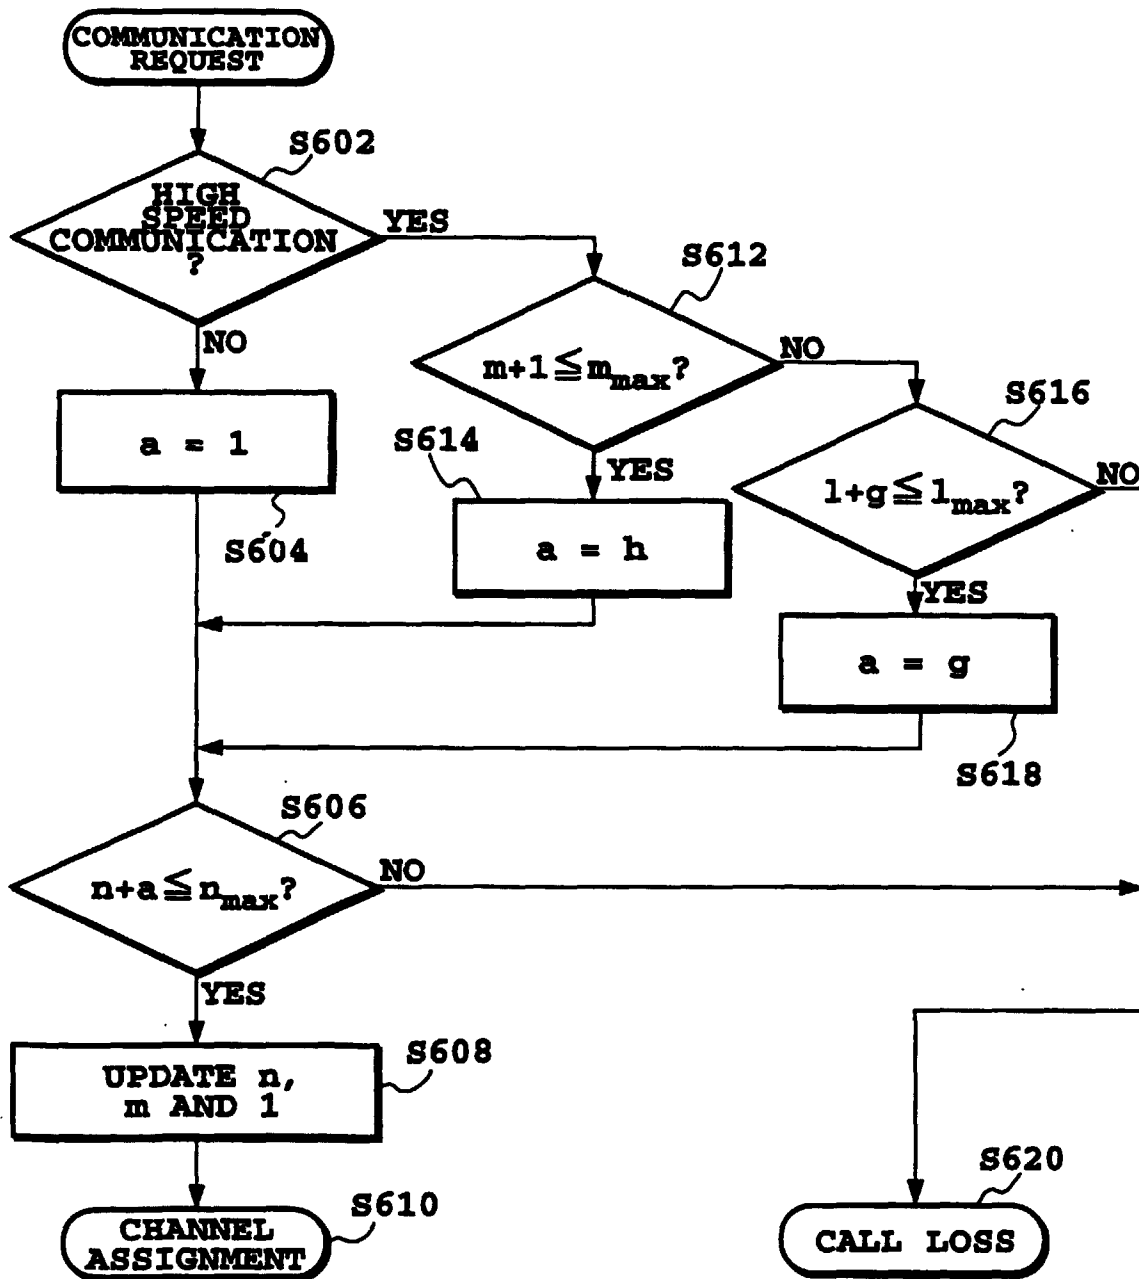 COMMUNICATION
REQUEST
S602
HIGH
SPEED
COMMUNICATION
?
YES
NO
S612
m+1≦mmax?
NO
S616
a = 1
S604
S614
YES
a = h
l+g≦lmax?
NO
YES
a = g
S618
S606
n+a≦nmax?
NO
YES
UPDATE n,
m AND l
S608
CHANNEL
ASSIGNMENT
S610
S620
CALL LOSS